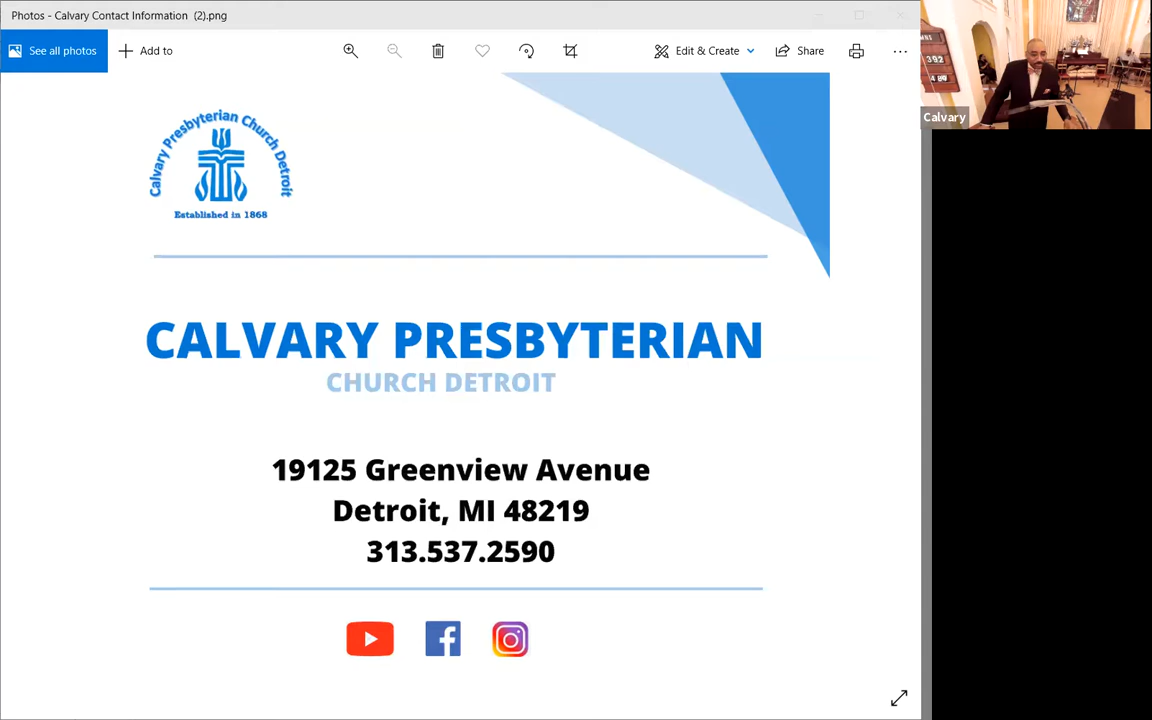 Photos - Calvary Contact Information (2).png
See all photos
Add to
Edit & Create
Share
392
Calvary
Calvary Presbyterian Church Detroit
Established in 1868
CALVARY PRESBYTERIAN
CHURCH DETROIT
19125 Greenview Avenue
Detroit, MI 48219
313.537.2590